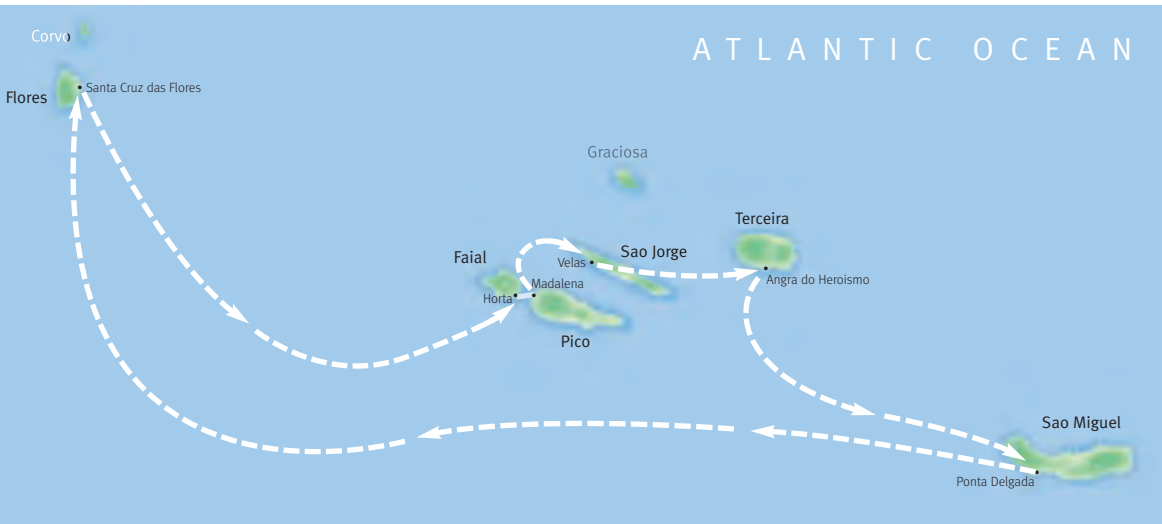 Corvo
ATLANTIC OCEAN
Santa Cruz das Flores
Flores
Graciosa
Terceira
Sao Jorge
Faial
Velas
Angra do Heroismo
Madalena
Horta
Pico
Sao Miguel
Ponta Delgada